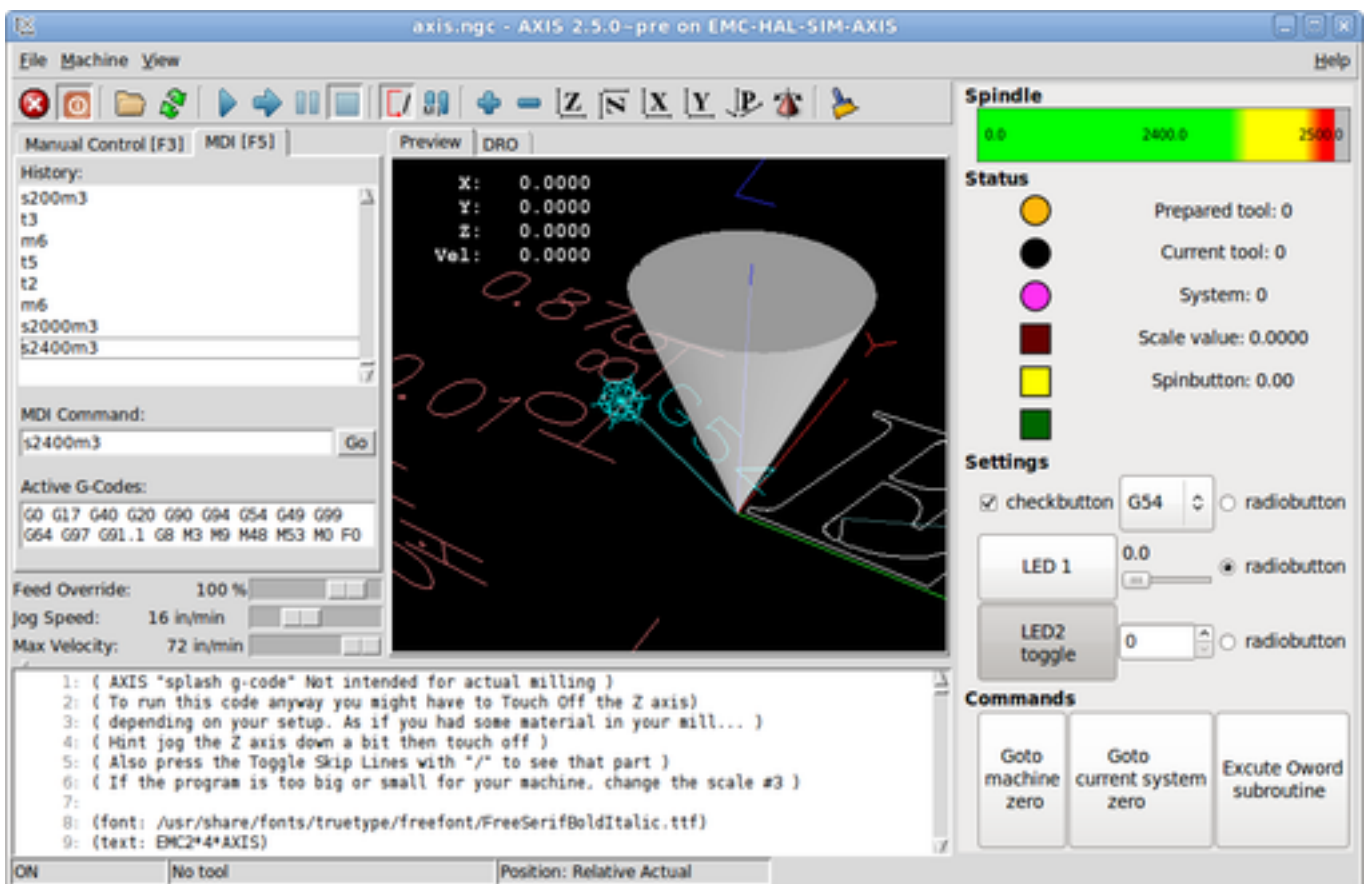 axis.ngc - AXIS 2.5.0~pre on EMC-HAL-SIM-AXIS
File Machine View Help
Z N X Y P
Manual Control [F3] MDI [F5]
History:
s200m3
t3
m6
t5
t2
m6
s2000m3
s2400m3
MDI Command:
s2400m3 Go
Active G-Codes:
G0 G17 G40 G20 G90 G94 G54 G49 G99
G64 G97 G91.1 G8 M3 M9 M48 M53 M0 F0
Feed Override: 100 %
Jog Speed: 16 in/min
Max Velocity: 72 in/min
Preview DRO
X: 0.0000
Y: 0.0000
Z: 0.0000
Vel: 0.0000
G54
Spindle
0.0 2400.0 2500.0
Status
Prepared tool: 0
Current tool: 0
System: 0
Scale value: 0.0000
Spinbutton: 0.00
Settings
checkbutton G54 radiobutton
LED 1 0.0 radiobutton
LED2
toggle 0 radiobutton
Commands
Goto
machine
zero
Goto
current system
zero
Excute Oword
subroutine
1: ( AXIS "splash g-code" Not intended for actual milling )
2: ( To run this code anyway you might have to Touch Off the Z axis)
3: ( depending on your setup. As if you had some material in your mill... )
4: ( Hint jog the Z axis down a bit then touch off )
5: ( Also press the Toggle Skip Lines with "/" to see that part )
6: ( If the program is too big or small for your machine, change the scale #3 )
7:
8: (font: /usr/share/fonts/truetype/freefont/FreeSerifBoldItalic.ttf)
9: (text: EMC2*4*AXIS)
ON No tool Position: Relative Actual